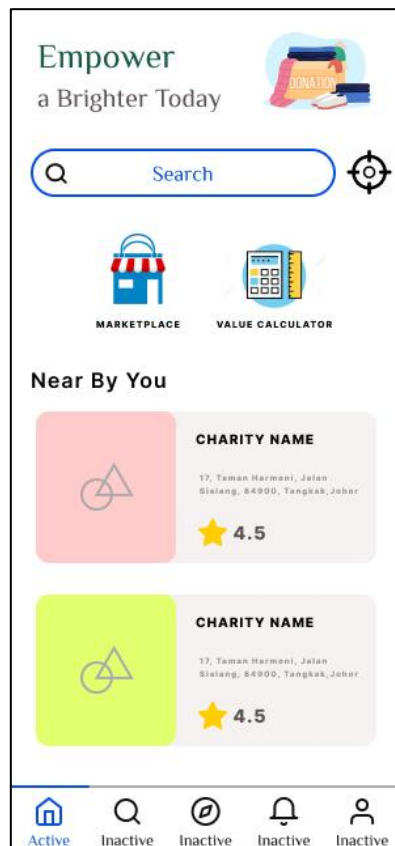 Empower
a Brighter Today
DONATION
Search
MARKETPLACE VALUE CALCULATOR
Near By You
CHARITY NAME
17, Taman Harmoni, Jalan
Sialang, 84900, Tangkak,Johor
4.5
CHARITY NAME
17, Taman Harmoni, Jalan
Sialang, 84900, Tangkak,Johor
4.5
Active Inactive Inactive Inactive Inactive